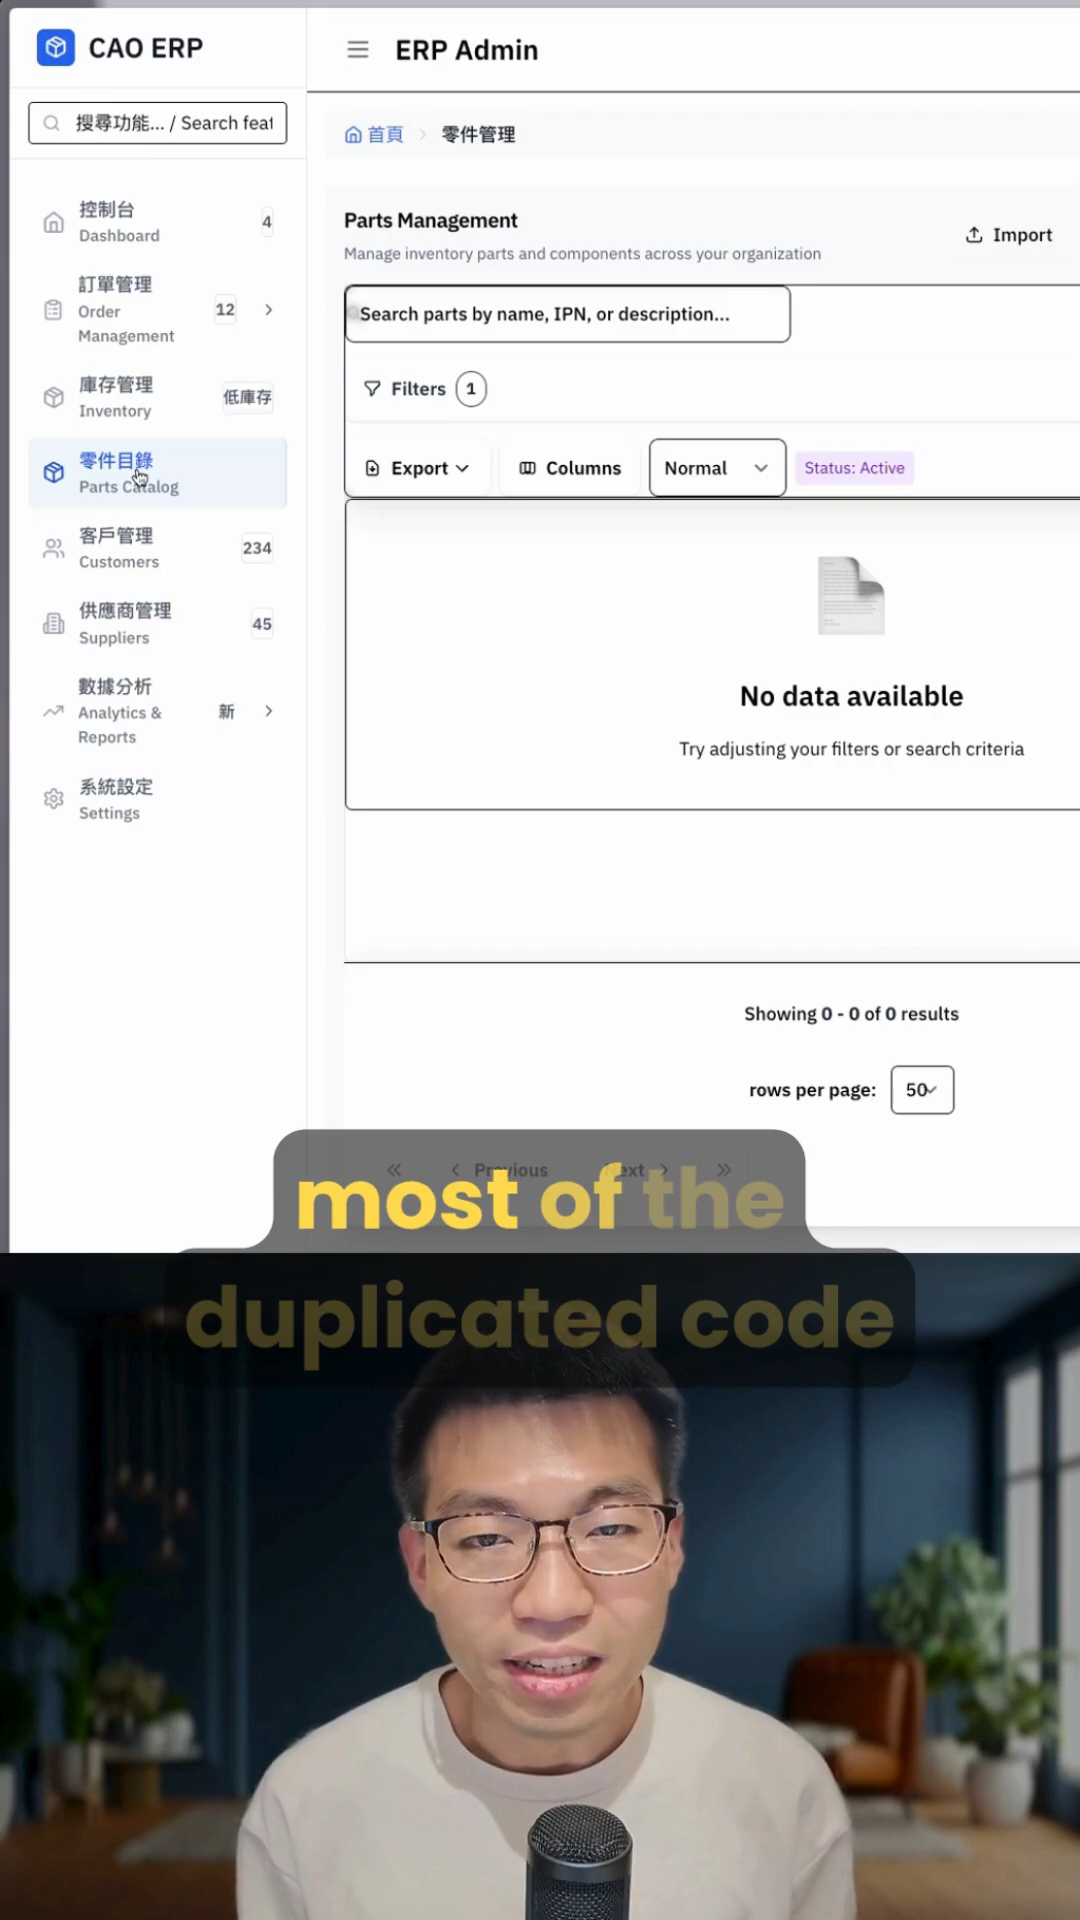 CAO ERP
ERP Admin
搜尋功能... / Search feat
首頁 > 零件管理
控制台
Dashboard
4
訂單管理
Order
Management
12
庫存管理
Inventory
低庫存
零件目錄
Parts Catalog
客戶管理
Customers
234
供應商管理
Suppliers
45
數據分析
Analytics &
Reports
新
系統設定
Settings
Parts Management
Manage inventory parts and components across your organization
Import
Search parts by name, IPN, or description...
Filters 1
Export
Columns
Normal
Status: Active
No data available
Try adjusting your filters or search criteria
Showing 0 - 0 of 0 results
rows per page: 50
« < Previous Next > »
most of the
duplicated code